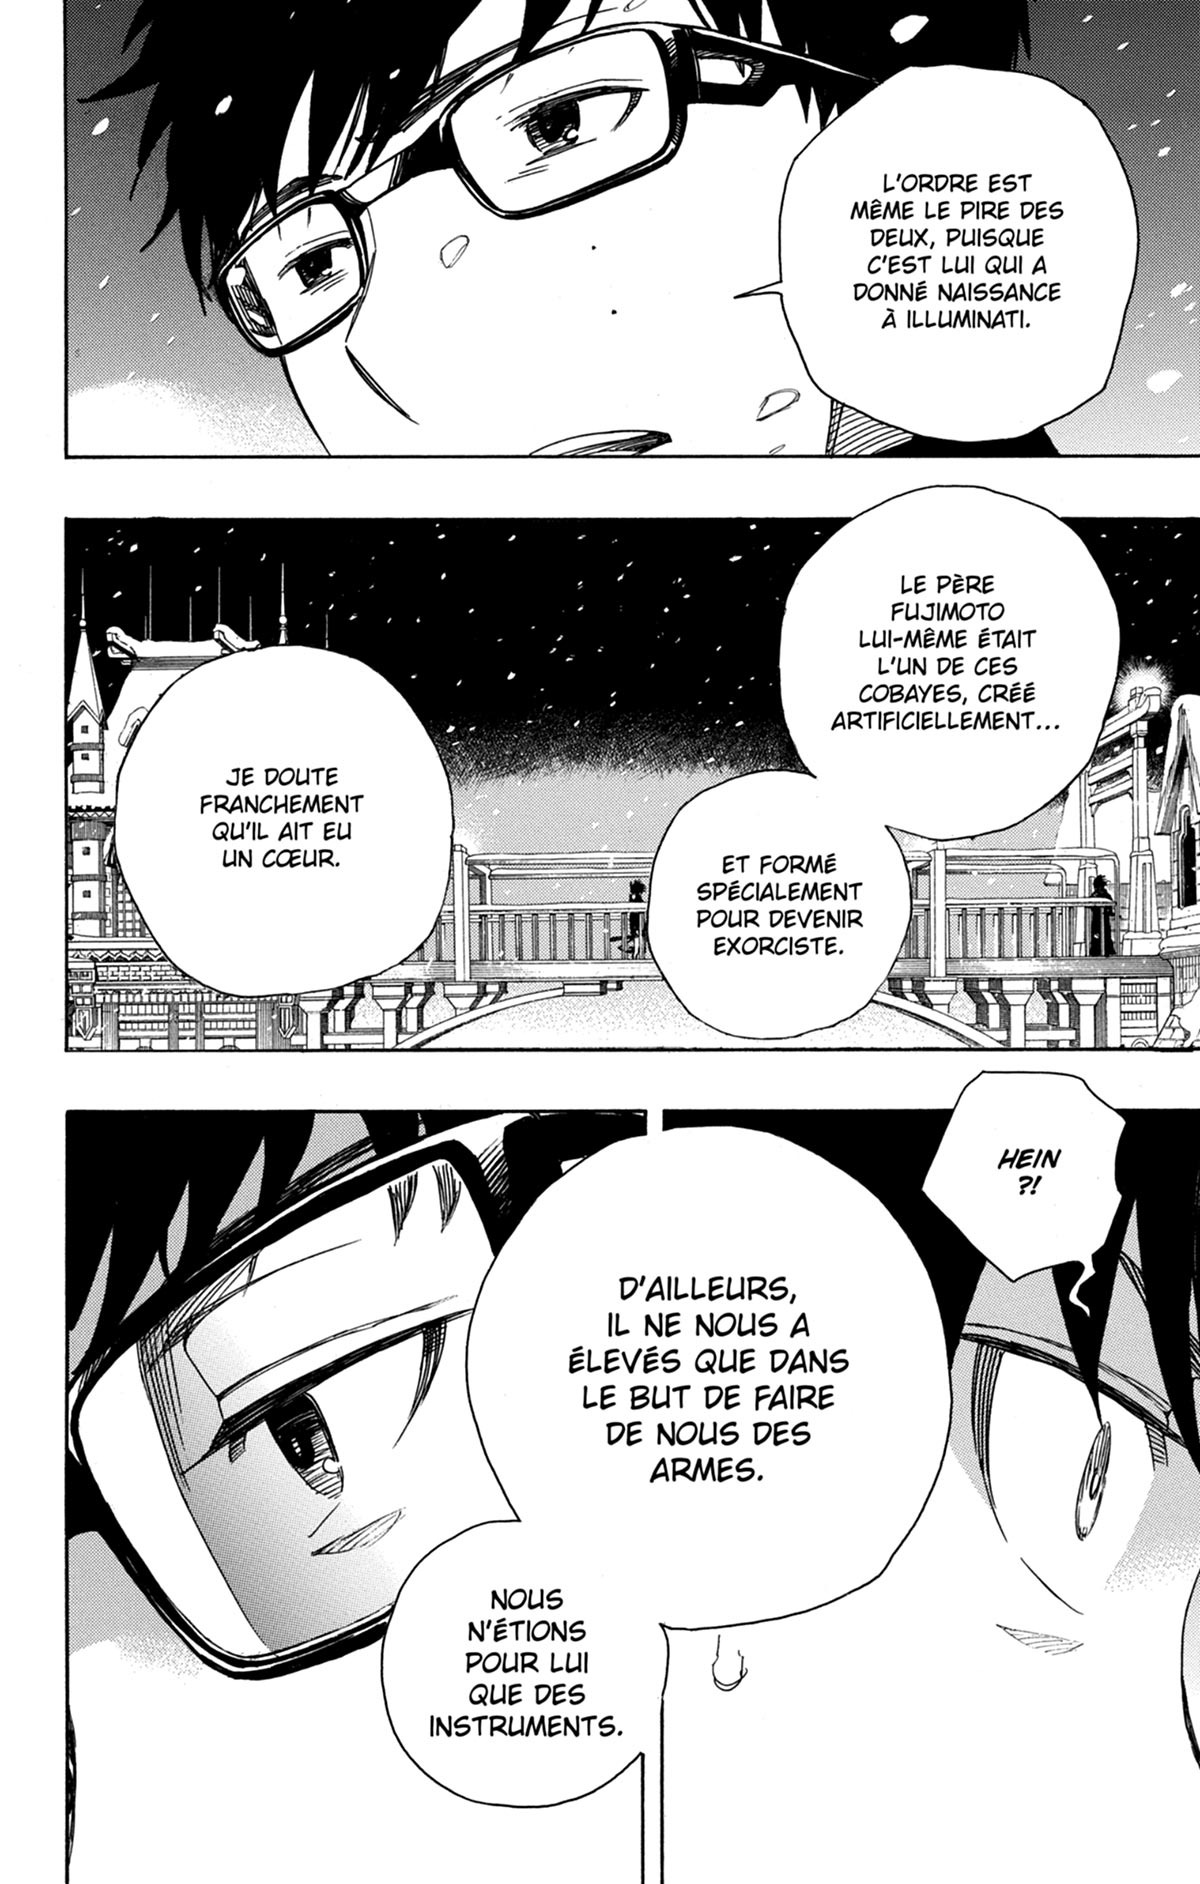 L'ORDRE EST
MÊME LE PIRE DES
DEUX, PUISQUE
C'EST LUI QUI A
DONNÉ NAISSANCE
À ILLUMINATI.
LE PÈRE
FUJIMOTO
LUI-MÊME ÉTAIT
L'UN DE CES
COBAYES, CRÉÉ
ARTIFICIELLEMENT...
ET FORMÉ
SPÉCIALEMENT
POUR DEVENIR
EXORCISTE.
JE DOUTE
FRANCHEMENT
QU'IL AIT EU
UN CŒUR.
HEIN
?!
D'AILLEURS,
IL NE NOUS A
ÉLEVÉS QUE DANS
LE BUT DE FAIRE
DE NOUS DES
ARMES.
NOUS
N'ÉTIONS
POUR LUI
QUE DES
INSTRUMENTS.